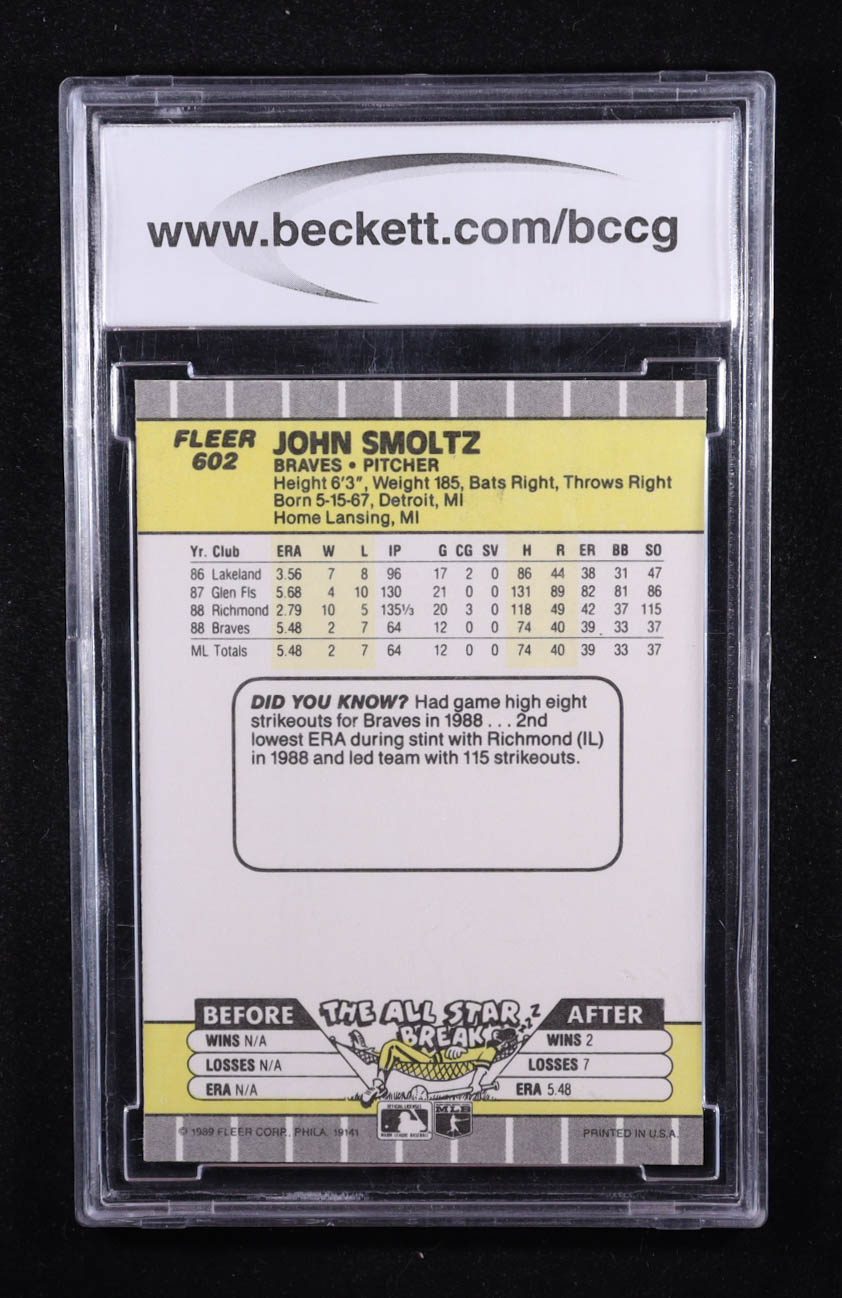 www.beckett.com/bccg
FLEER
602
JOHN SMOLTZ
BRAVES • PITCHER
Height 6'3", Weight 185, Bats Right, Throws Right
Born 5-15-67, Detroit, MI
Home Lansing, MI
Yr. Club ERA W L IP G CG SV H R ER BB SO
86 Lakeland 3.56 7 8 96 17 2 0 86 44 38 31 47
87 Glen Fls 5.68 4 10 130 21 0 0 131 89 82 81 86
88 Richmond 2.79 10 5 135⅓ 20 3 0 118 49 42 37 115
88 Braves 5.48 2 7 64 12 0 0 74 40 39 33 37
ML Totals 5.48 2 7 64 12 0 0 74 40 39 33 37
DID YOU KNOW? Had game high eight
strikeouts for Braves in 1988 . . . 2nd
lowest ERA during stint with Richmond (IL)
in 1988 and led team with 115 strikeouts.
BEFORE THE ALL STAR BREAK AFTER
zzZ
WINS N/A WINS 2
LOSSES N/A LOSSES 7
ERA N/A ERA 5.48
OFFICIAL LICENSEE
MAJOR LEAGUE BASEBALL
MLB
© 1989 FLEER CORP., PHILA. 19141 PRINTED IN U.S.A.